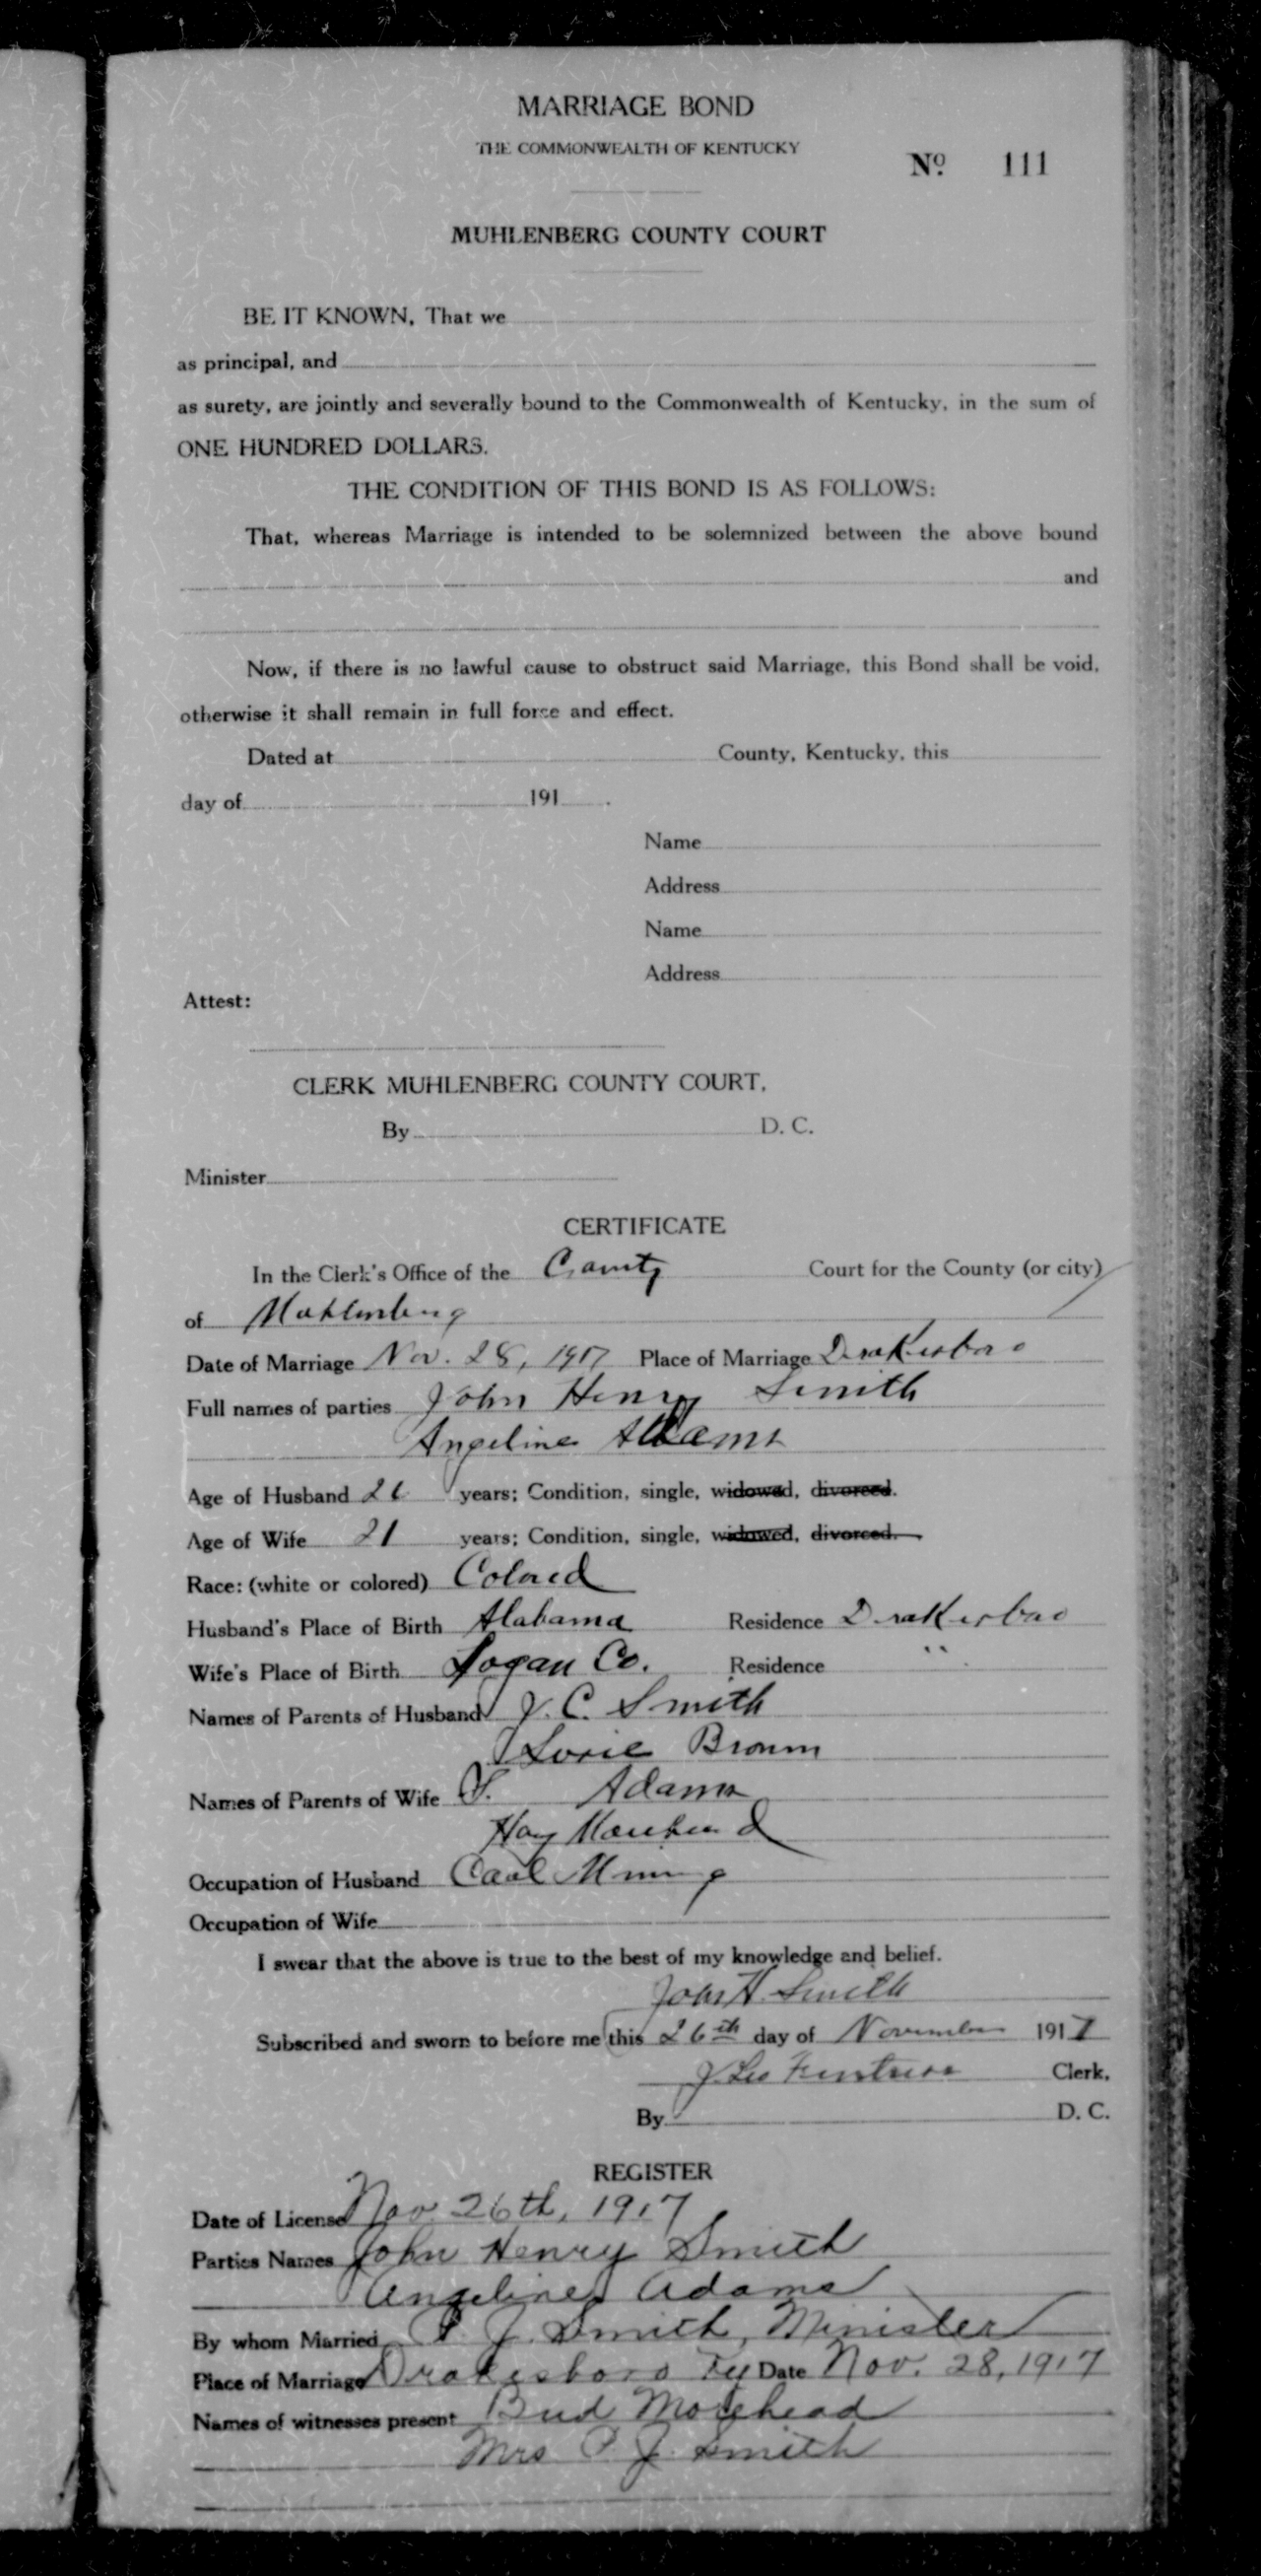 MARRIAGE BOND
THE COMMONWEALTH OF KENTUCKY
No. 111
MUHLENBERG COUNTY COURT
BE IT KNOWN, That we
as principal, and
as surety, are jointly and severally bound to the Commonwealth of Kentucky, in the sum of
ONE HUNDRED DOLLARS.
THE CONDITION OF THIS BOND IS AS FOLLOWS:
That, whereas Marriage is intended to be solemnized between the above bound
and
Now, if there is no lawful cause to obstruct said Marriage, this Bond shall be void,
otherwise it shall remain in full force and effect.
Dated at County, Kentucky, this
day of 191 .
Name
Address
Name
Address
Attest:
CLERK MUHLENBERG COUNTY COURT,
By D. C.
Minister
CERTIFICATE
In the Clerk's Office of the County Court for the County (or city)
of Muhlenberg
Date of Marriage Nov. 28, 1917 Place of Marriage Drakesboro
Full names of parties John Henry Smith
Angeline Adams
Age of Husband years; Condition, single, widowed, divorced.
Age of Wife 21 years; Condition, single, widowed, divorced.
Race: (white or colored) Colored
Husband's Place of Birth Alabama Residence Drakesboro
Wife's Place of Birth Logan Co. Residence "
Names of Parents of Husband J. C. Smith
Brown
Names of Parents of Wife Adams
Occupation of Husband Coal Mining
Occupation of Wife
I swear that the above is true to the best of my knowledge and belief.
John H. Smith
Subscribed and sworn to before me this 26th day of November 1917
J. Leo Fentress Clerk,
By D. C.
REGISTER
Date of License Nov. 26th, 1917
Parties Names John Henry Smith
Angeline Adams
By whom Married P. J. Smith, Minister
Place of Marriage Drakesboro Ky Date Nov. 28, 1917
Names of witnesses present Bud Morehead
Mrs P. J. Smith